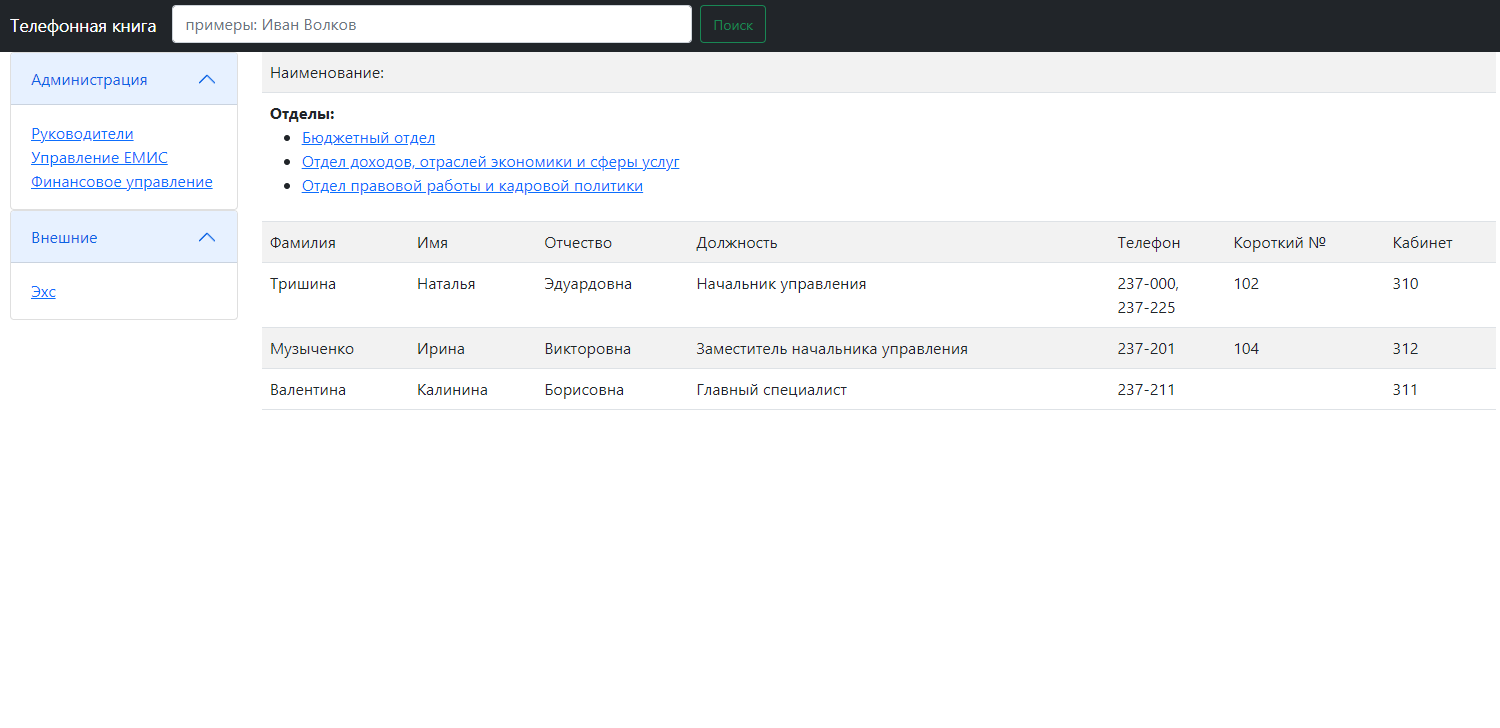 Телефонная книга примеры: Иван Волков Поиск
Администрация
Руководители
Управление ЕМИС
Финансовое управление
Внешние
Эхс
Наименование:
Отделы:
Бюджетный отдел
Отдел доходов, отраслей экономики и сферы услуг
Отдел правовой работы и кадровой политики
Фамилия Имя Отчество Должность Телефон Короткий № Кабинет
Тришина Наталья Эдуардовна Начальник управления 237-000, 102 310
237-225
Музыченко Ирина Викторовна Заместитель начальника управления 237-201 104 312
Валентина Калинина Борисовна Главный специалист 237-211 311